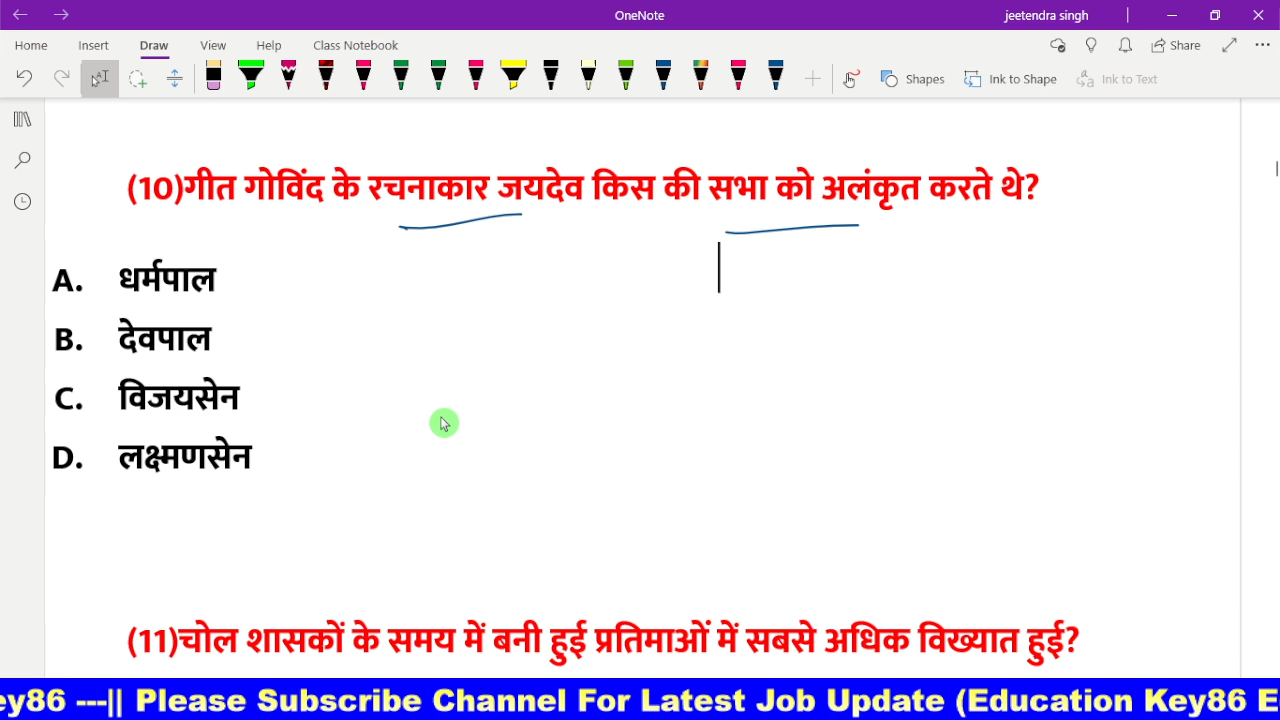 OneNote
jeetendra singh
Home Insert Draw View Help Class Notebook
Share
Shapes Ink to Shape Ink to Text
(10)गीत गोविंद के रचनाकार जयदेव किस की सभा को अलंकृत करते थे?
A. धर्मपाल
B. देवपाल
C. विजयसेन
D. लक्ष्मणसेन
(11)चोल शासकों के समय में बनी हुई प्रतिमाओं में सबसे अधिक विख्यात हुई?
ey86 ---|| Please Subscribe Channel For Latest Job Update (Education Key86 E